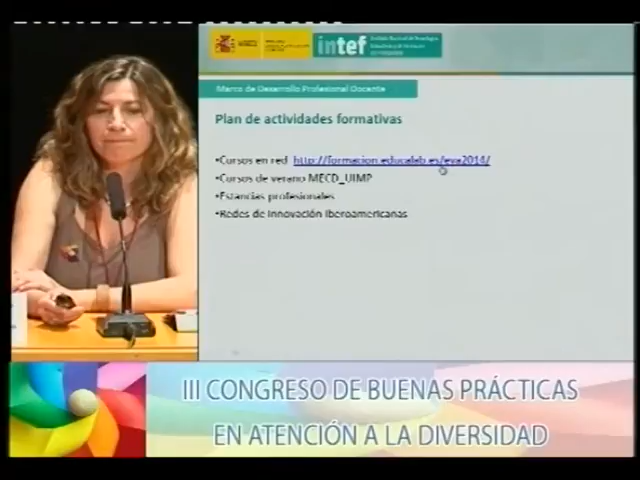 intef
Marco de Desarrollo Profesional Docente
Plan de actividades formativas
•Cursos en red http://formacion.educalab.es/eva2014/
•Cursos de verano MECD_UIMP
•Estancias profesionales
•Redes de Innovación Iberoamericanas
III CONGRESO DE BUENAS PRÁCTICAS
EN ATENCIÓN A LA DIVERSIDAD